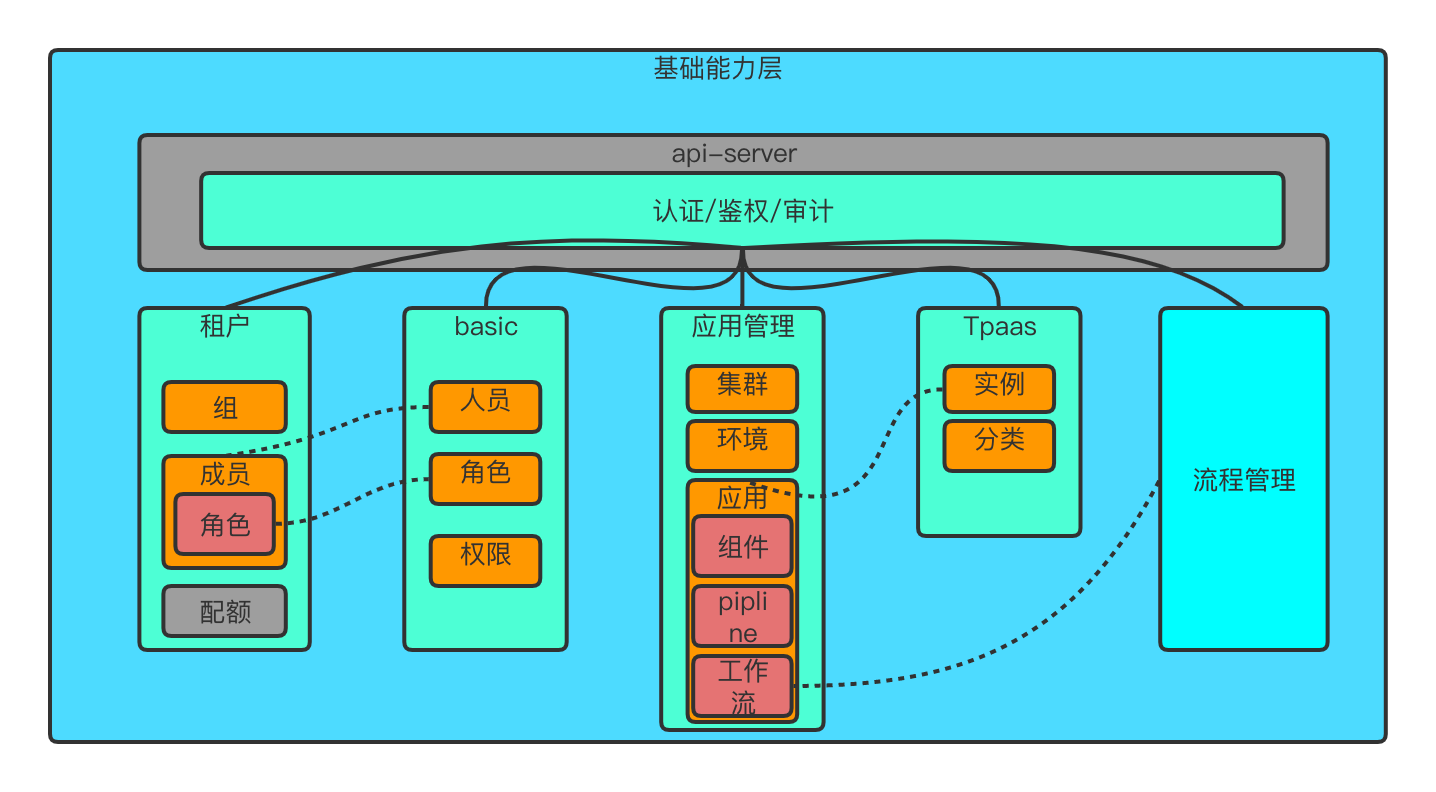 基础能力层
api-server
认证/鉴权/审计
租户
组
成员
角色
配额
basic
人员
角色
权限
应用管理
集群
环境
应用
组件
pipli
ne
工作
流
Tpaas
实例
分类
流程管理